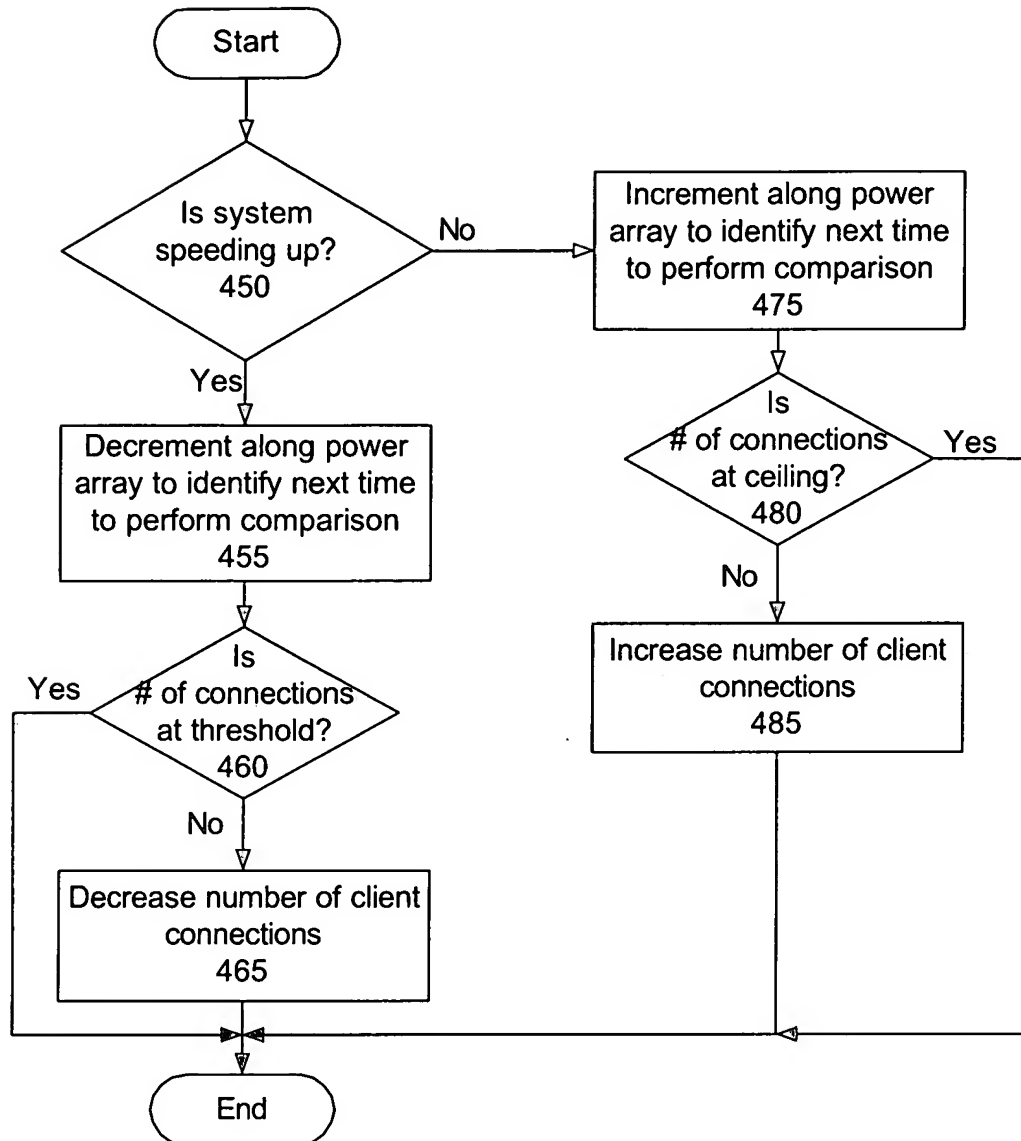 Start
Is system
speeding up?
450
No
Yes
Increment along power
array to identify next time
to perform comparison
475
Decrement along power
array to identify next time
to perform comparison
455
Is
# of connections
at ceiling?
480
Yes
No
Is
# of connections
at threshold?
460
Yes
No
Increase number of client
connections
485
Decrease number of client
connections
465
End